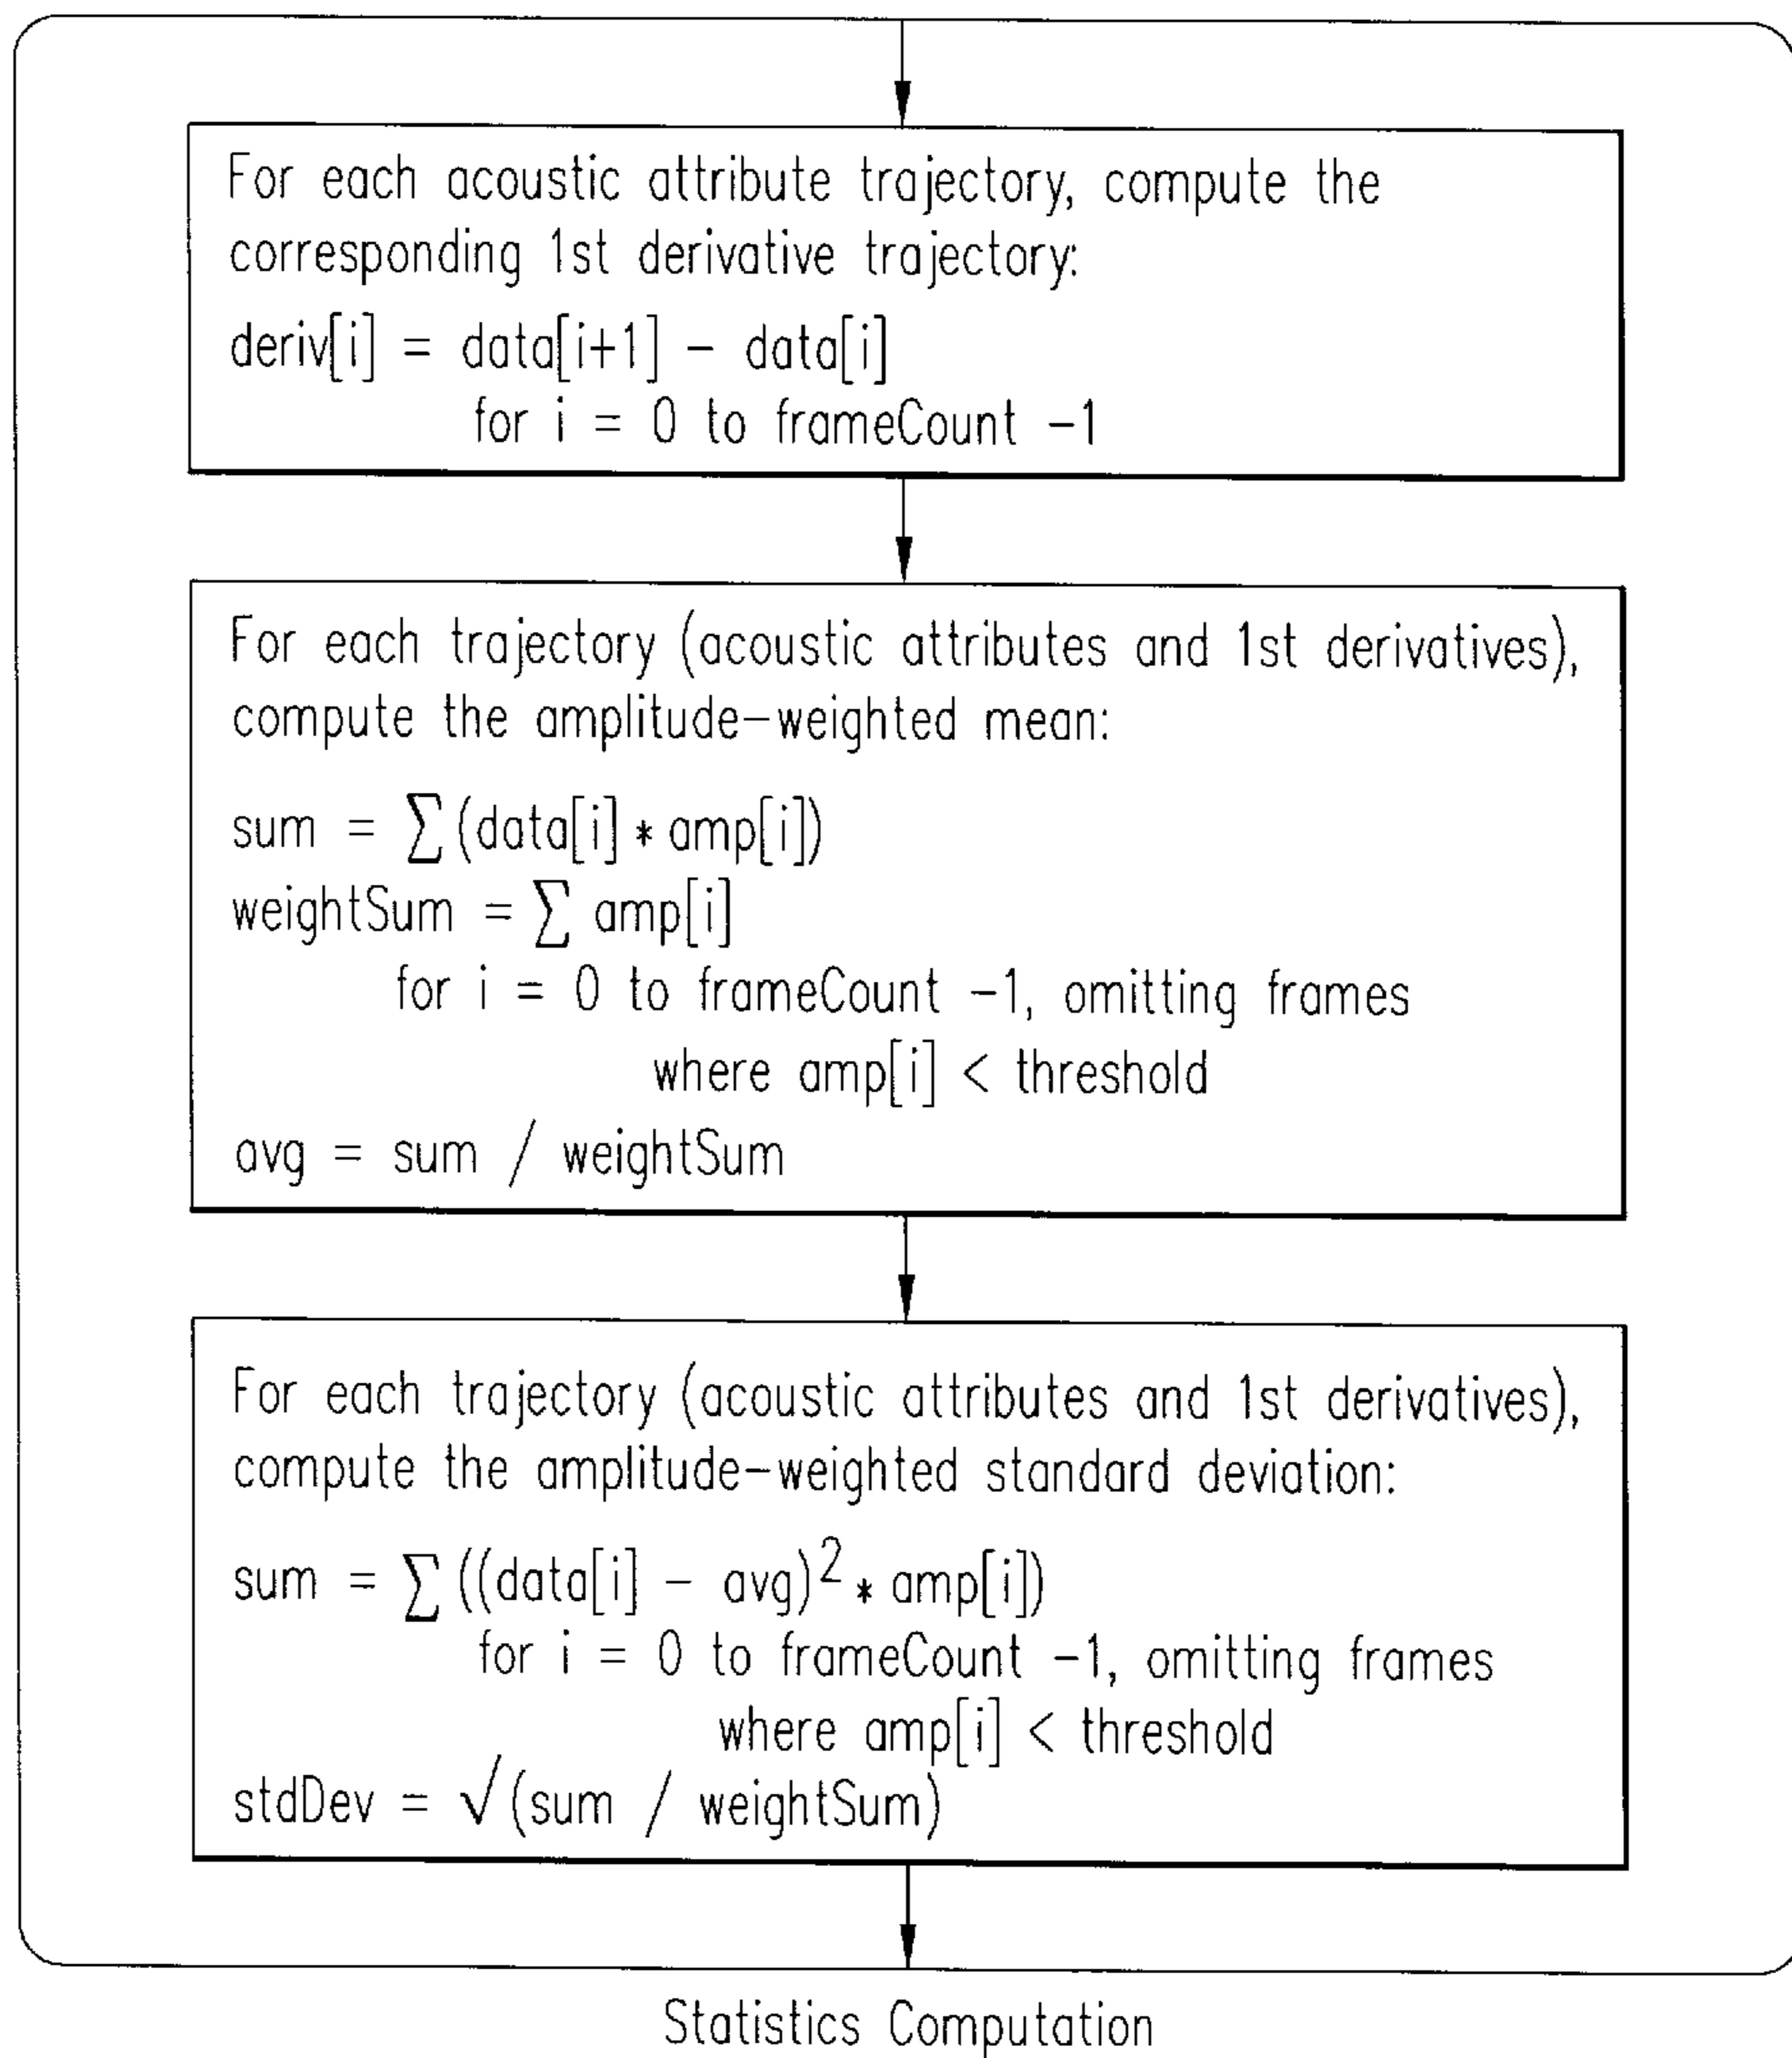 For each acoustic attribute trajectory, compute the
corresponding 1st derivative trajectory:
deriv[i] = data[i+1] - data[i]
for i = 0 to frameCount -1
For each trajectory (acoustic attributes and 1st derivatives),
compute the amplitude-weighted mean:
sum = ∑(data[i] * amp[i])
weightSum = ∑ amp[i]
for i = 0 to frameCount -1, omitting frames
where amp[i] < threshold
avg = sum / weightSum
For each trajectory (acoustic attributes and 1st derivatives),
compute the amplitude-weighted standard deviation:
sum = ∑ ((data[i] - avg)² * amp[i])
for i = 0 to frameCount -1, omitting frames
where amp[i] < threshold
stdDev = √(sum / weightSum)
Statistics Computation